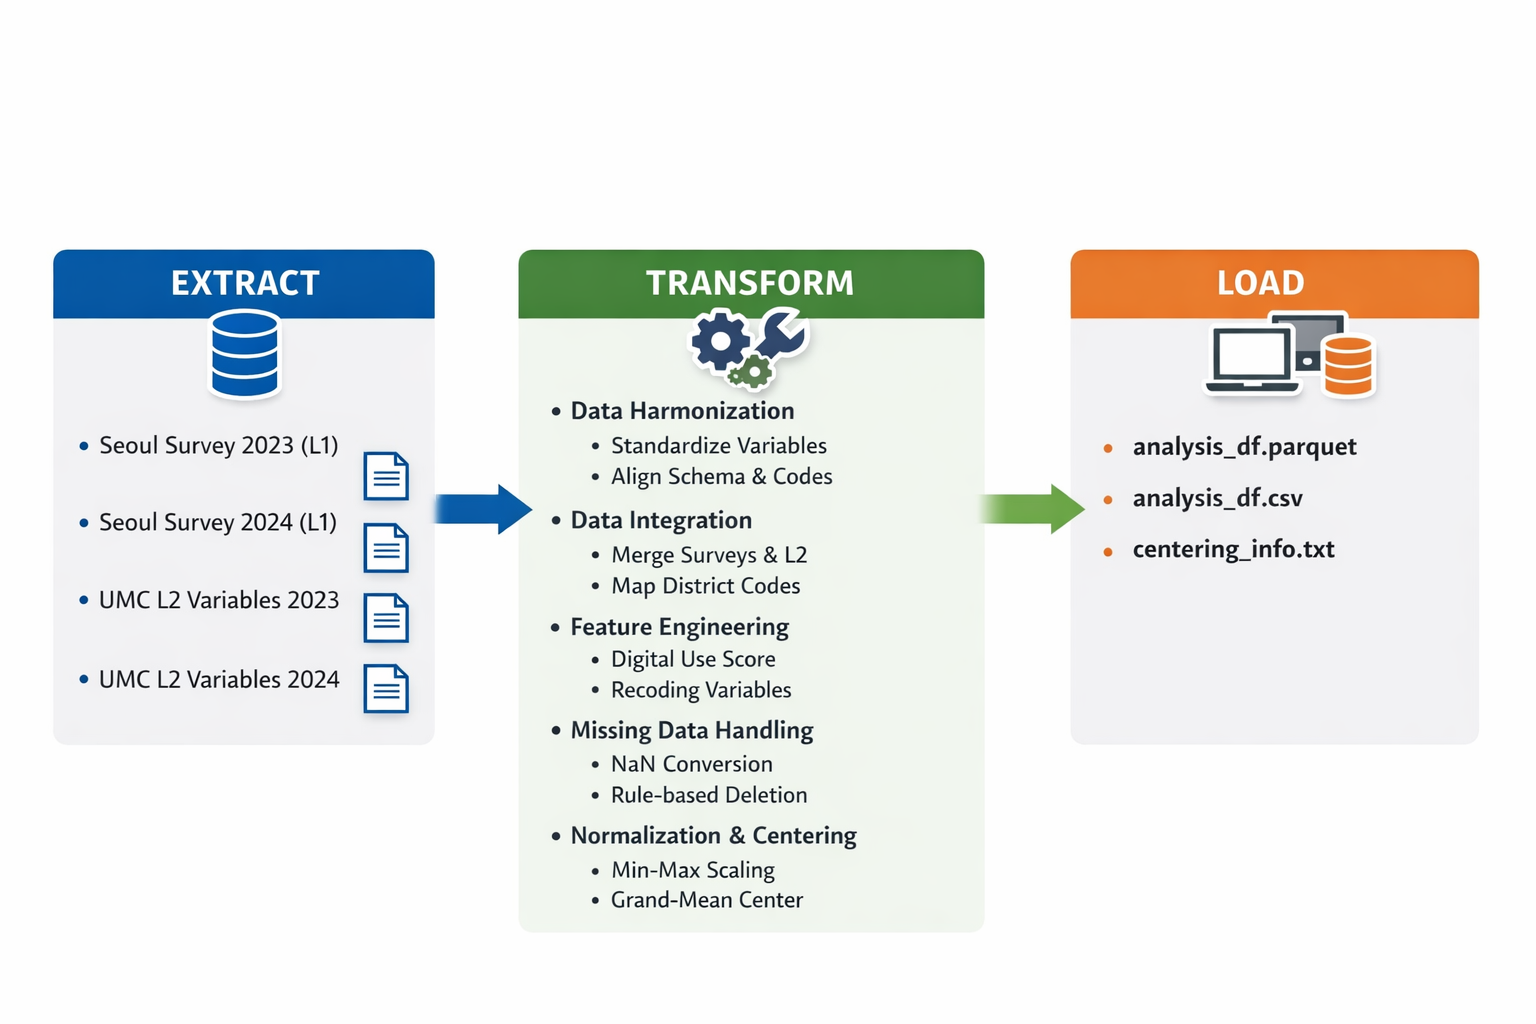 EXTRACT
• Seoul Survey 2023 (L1)
• Seoul Survey 2024 (L1)
• UMC L2 Variables 2023
• UMC L2 Variables 2024
TRANSFORM
• Data Harmonization
• Standardize Variables
• Align Schema & Codes
• Data Integration
• Merge Surveys & L2
• Map District Codes
• Feature Engineering
• Digital Use Score
• Recoding Variables
• Missing Data Handling
• NaN Conversion
• Rule-based Deletion
• Normalization & Centering
• Min-Max Scaling
• Grand-Mean Center
LOAD
• analysis_df.parquet
• analysis_df.csv
• centering_info.txt